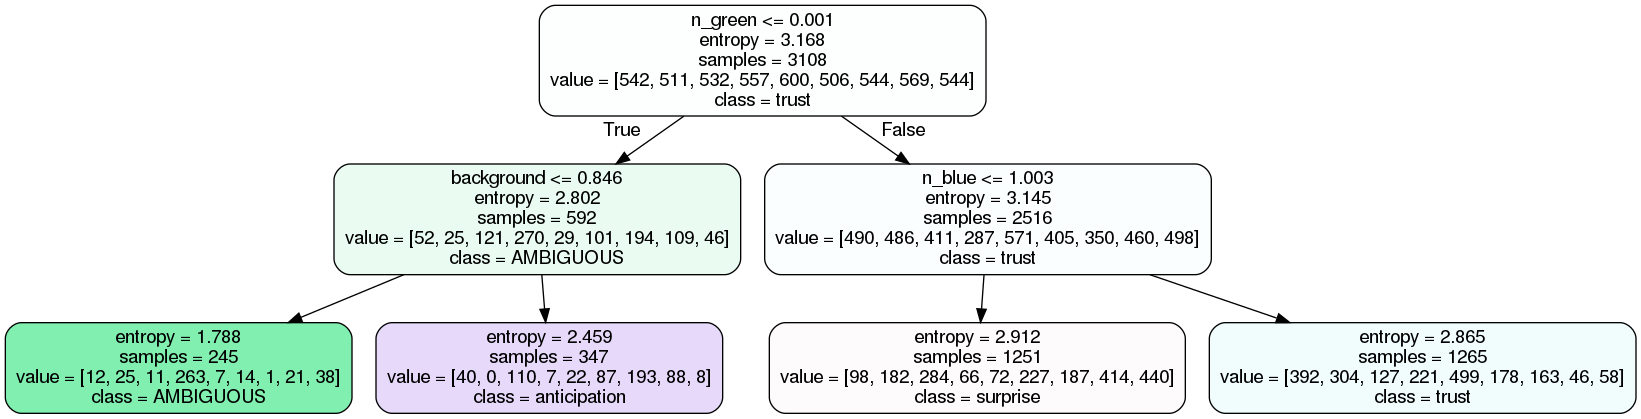 n_green <= 0.001
entropy = 3.168
samples = 3108
value = [542, 511, 532, 557, 600, 506, 544, 569, 544]
class = trust
True
False
background <= 0.846
entropy = 2.802
samples = 592
value = [52, 25, 121, 270, 29, 101, 194, 109, 46]
class = AMBIGUOUS
n_blue <= 1.003
entropy = 3.145
samples = 2516
value = [490, 486, 411, 287, 571, 405, 350, 460, 498]
class = trust
entropy = 1.788
samples = 245
value = [12, 25, 11, 263, 7, 14, 1, 21, 38]
class = AMBIGUOUS
entropy = 2.459
samples = 347
value = [40, 0, 110, 7, 22, 87, 193, 88, 8]
class = anticipation
entropy = 2.912
samples = 1251
value = [98, 182, 284, 66, 72, 227, 187, 414, 440]
class = surprise
entropy = 2.865
samples = 1265
value = [392, 304, 127, 221, 499, 178, 163, 46, 58]
class = trust